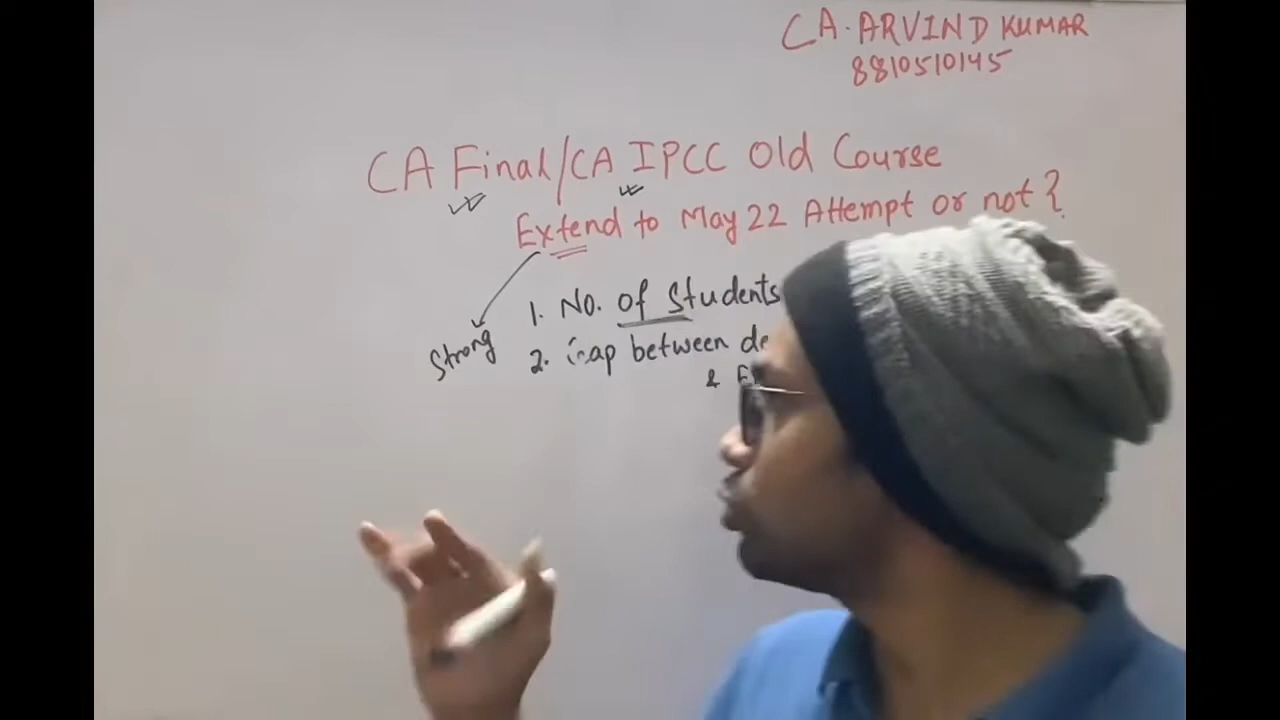 CA. ARVIND KUMAR
8810510145
CA Final/CA IPCC Old Course
Extend to May 22 Attempt or not?
Strong
1. No. of Students
2. Gap between
&